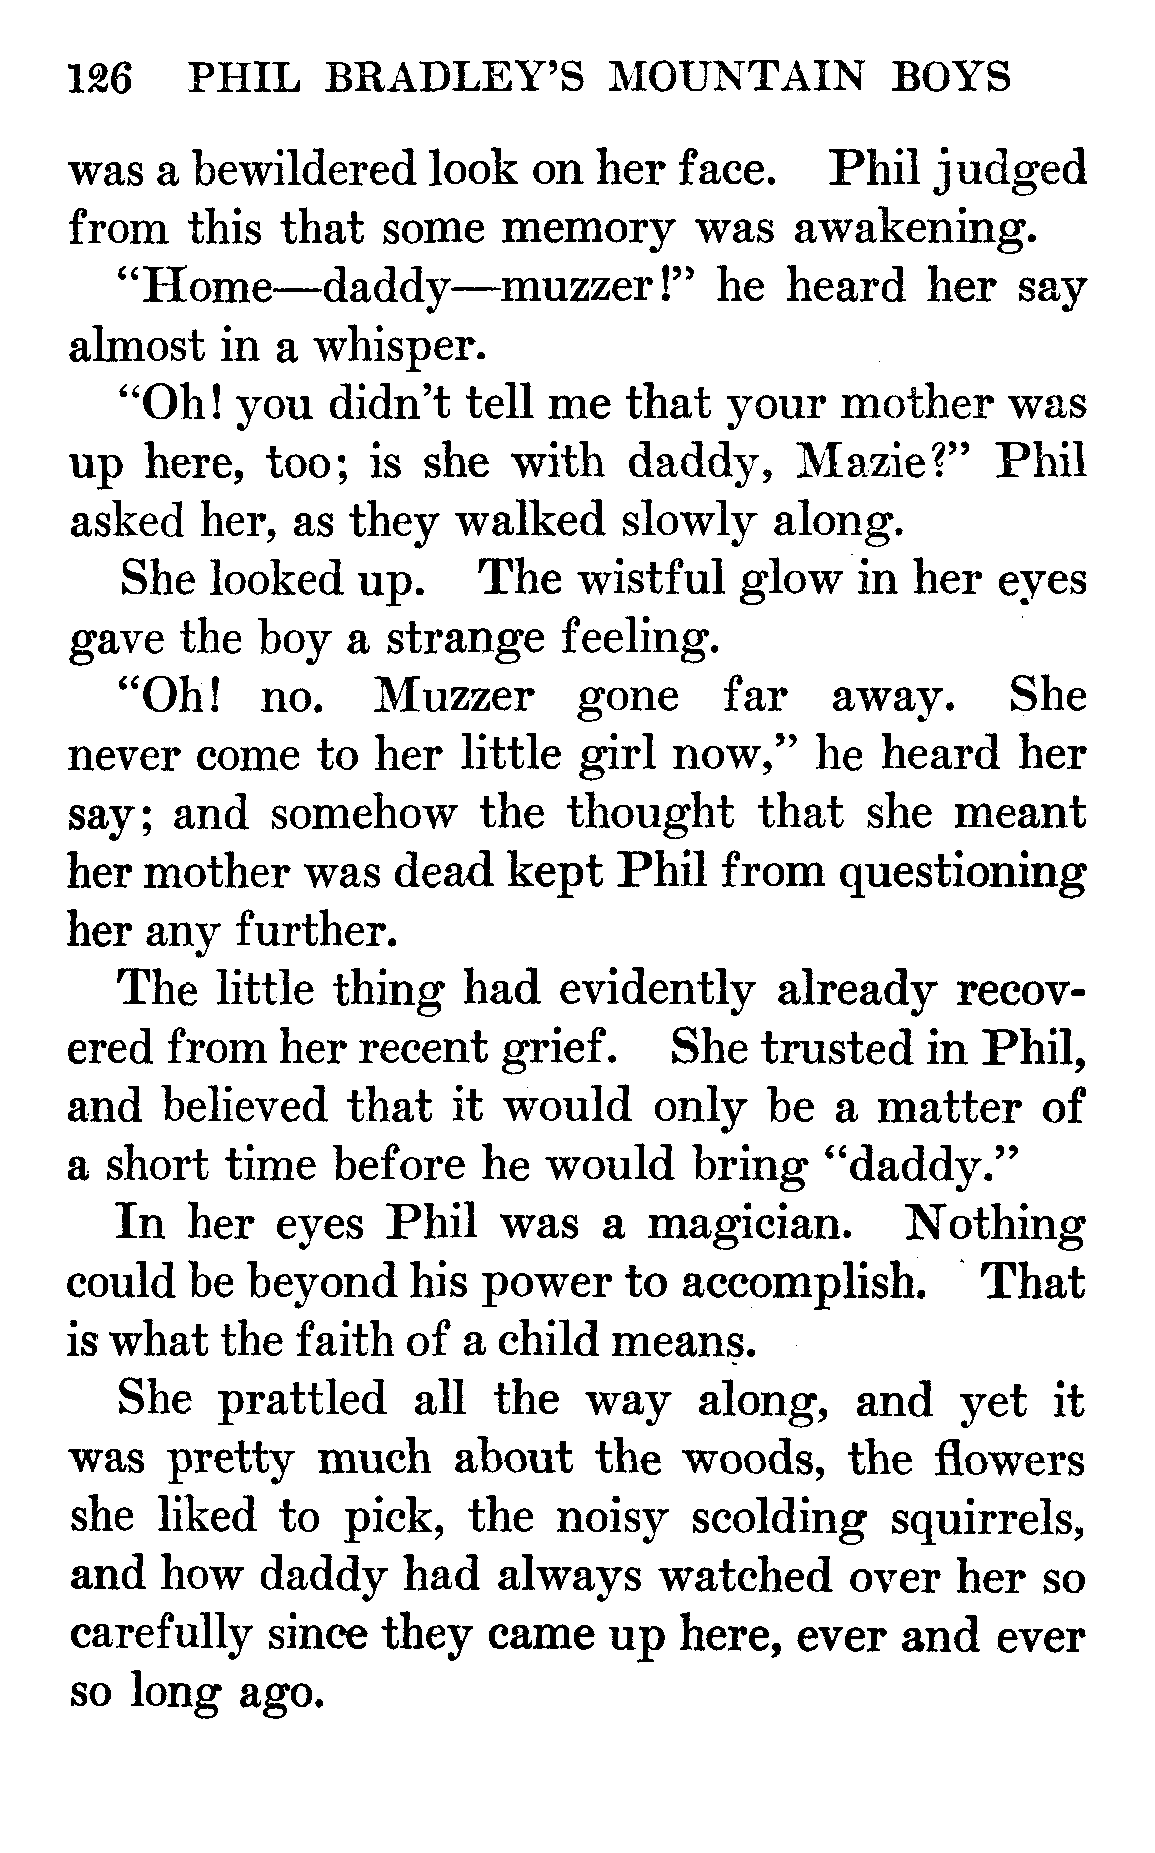 126 PHIL BRADLEY'S MOUNTAIN BOYS
was a bewildered look on her face. Phil judged
from this that some memory was awakening.
“Home—daddy—muzzer!” he heard her say
almost in a whisper.
“Oh! you didn't tell me that your mother was
up here, too; is she with daddy, Mazie?” Phil
asked her, as they walked slowly along.
She looked up. The wistful glow in her eyes
gave the boy a strange feeling.
“Oh! no. Muzzer gone far away. She
never come to her little girl now,” he heard her
say; and somehow the thought that she meant
her mother was dead kept Phil from questioning
her any further.
The little thing had evidently already recov-
ered from her recent grief. She trusted in Phil,
and believed that it would only be a matter of
a short time before he would bring “daddy.”
In her eyes Phil was a magician. Nothing
could be beyond his power to accomplish. That
is what the faith of a child means.
She prattled all the way along, and yet it
was pretty much about the woods, the flowers
she liked to pick, the noisy scolding squirrels,
and how daddy had always watched over her so
carefully since they came up here, ever and ever
so long ago.